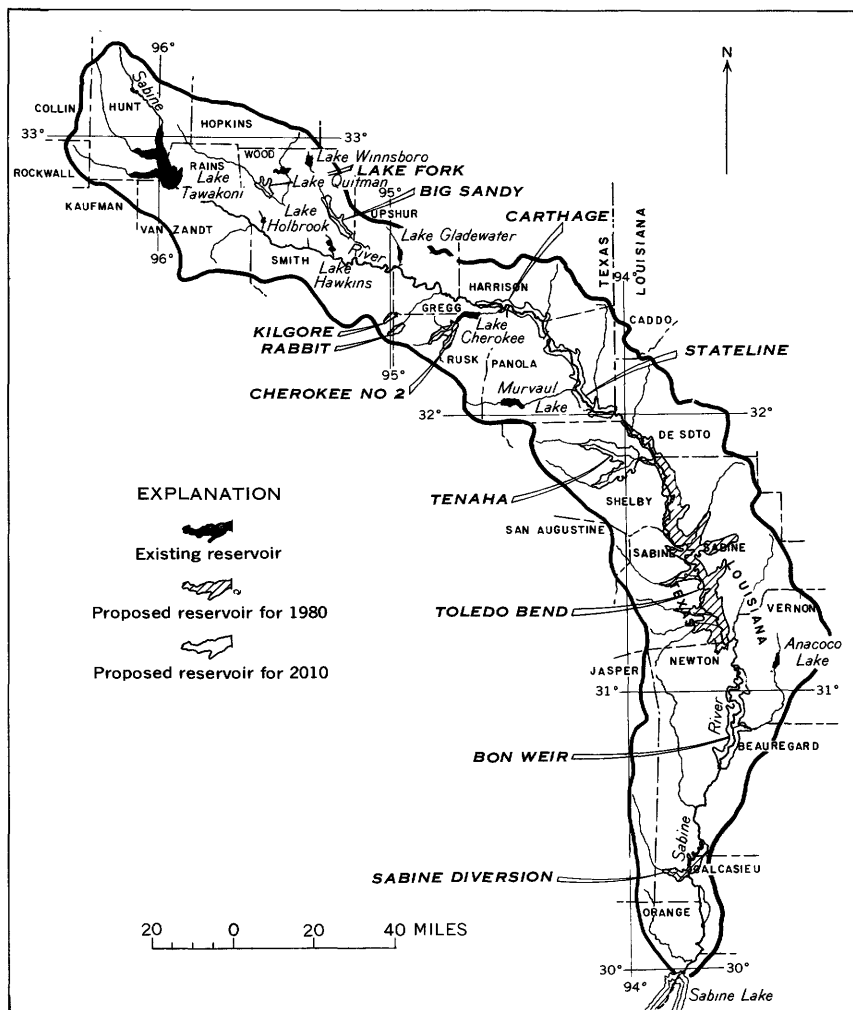 96°
N
COLLIN
HUNT
Sabine
HOPKINS
33°
33°
ROCKWALL
RAINS
WOOD
Lake Winnsboro
LAKE FORK
Lake
Tawakoni
Lake Quitman
95°
BIG SANDY
KAUFMAN
UPSHUR
CARTHAGE
VAN ZANDT
Lake
Holbrook
Lake Gladewater
96°
SMITH
River
Lake
Hawkins
TEXAS
LOUISIANA
94°
HARRISON
GREGG
CADDO
KILGORE
RABBIT
Lake
Cherokee
STATELINE
95°
RUSK
PANOLA
CHEROKEE NO 2
Murvaul
Lake
32°
32°
DE SDTO
EXPLANATION
TENAHA
SHELBY
SAN AUGUSTINE
Existing reservoir
SABINE
SABINE
Proposed reservoir for 1980
TOLEDO BEND
TEXAS
LOUISIANA
VERNON
Anacoco
Lake
Proposed reservoir for 2010
JASPER
NEWTON
31°
31°
River
BON WEIR
BEAUREGARD
Sabine
SABINE DIVERSION
CALCASIEU
ORANGE
20 0 20 40 MILES
30°
30°
94°
Sabine Lake